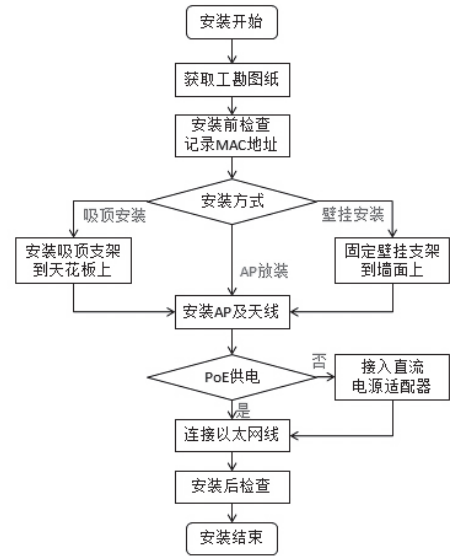 安装开始
获取工勘图纸
安装前检查
记录MAC地址
安装方式
吸顶安装
壁挂安装
安装吸顶支架
到天花板上
AP放装
固定壁挂支架
到墙面上
安装AP及天线
PoE供电
否
接入直流
电源适配器
是
连接以太网线
安装后检查
安装结束